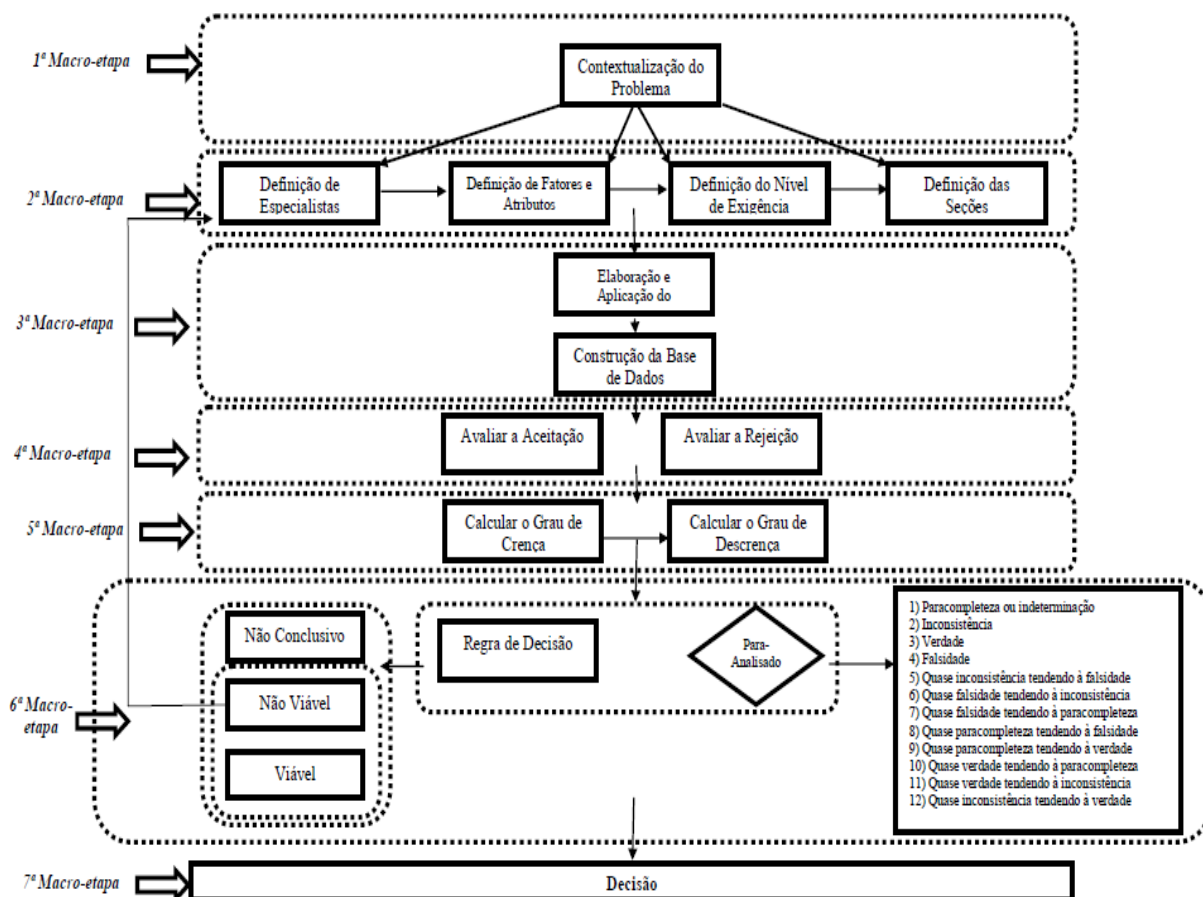 1ª Macro-etapa
Contextualização do
Problema
2ª Macro-etapa
Definição de
Especialistas
Definição de Fatores e
Atributos
Definição do Nível
de Exigência
Definição das
Seções
3ª Macro-etapa
Elaboração e
Aplicação do
Construção da Base
de Dados
4ª Macro-etapa
Avaliar a Aceitação
Avaliar a Rejeição
5ª Macro-etapa
Calcular o Grau de
Crença
Calcular o Grau de
Descrença
6ª Macro-
etapa
Não Conclusivo
Não Viável
Viável
Regra de Decisão
Para-
Analisado
1) Paracompleteza ou indeterminação
2) Inconsistência
3) Verdade
4) Falsidade
5) Quase inconsistência tendendo à falsidade
6) Quase falsidade tendendo à inconsistência
7) Quase falsidade tendendo à paracompleteza
8) Quase paracompleteza tendendo à falsidade
9) Quase paracompleteza tendendo à verdade
10) Quase verdade tendendo à paracompleteza
11) Quase verdade tendendo à inconsistência
12) Quase inconsistência tendendo à verdade
7ª Macro-etapa
Decisão